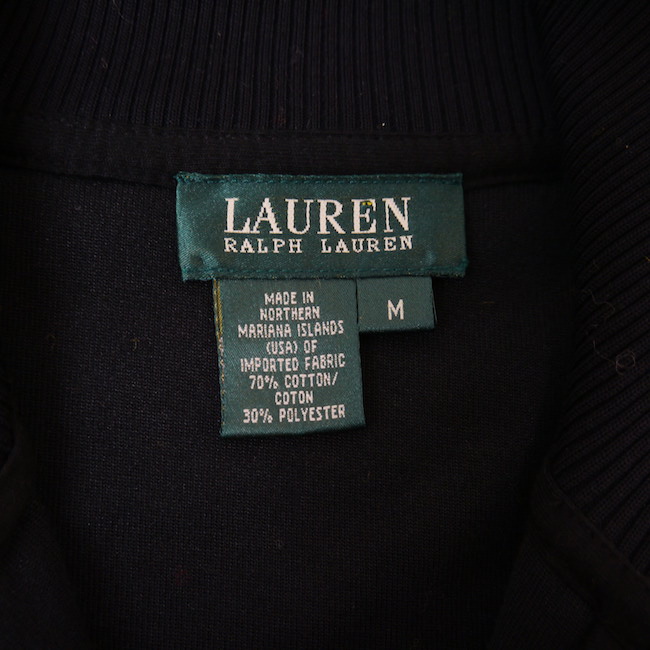 LAUREN
RALPH LAUREN
M
MADE IN
NORTHERN
MARIANA ISLANDS
(USA) OF
IMPORTED FABRIC
70% COTTON/
COTON
30% POLYESTER